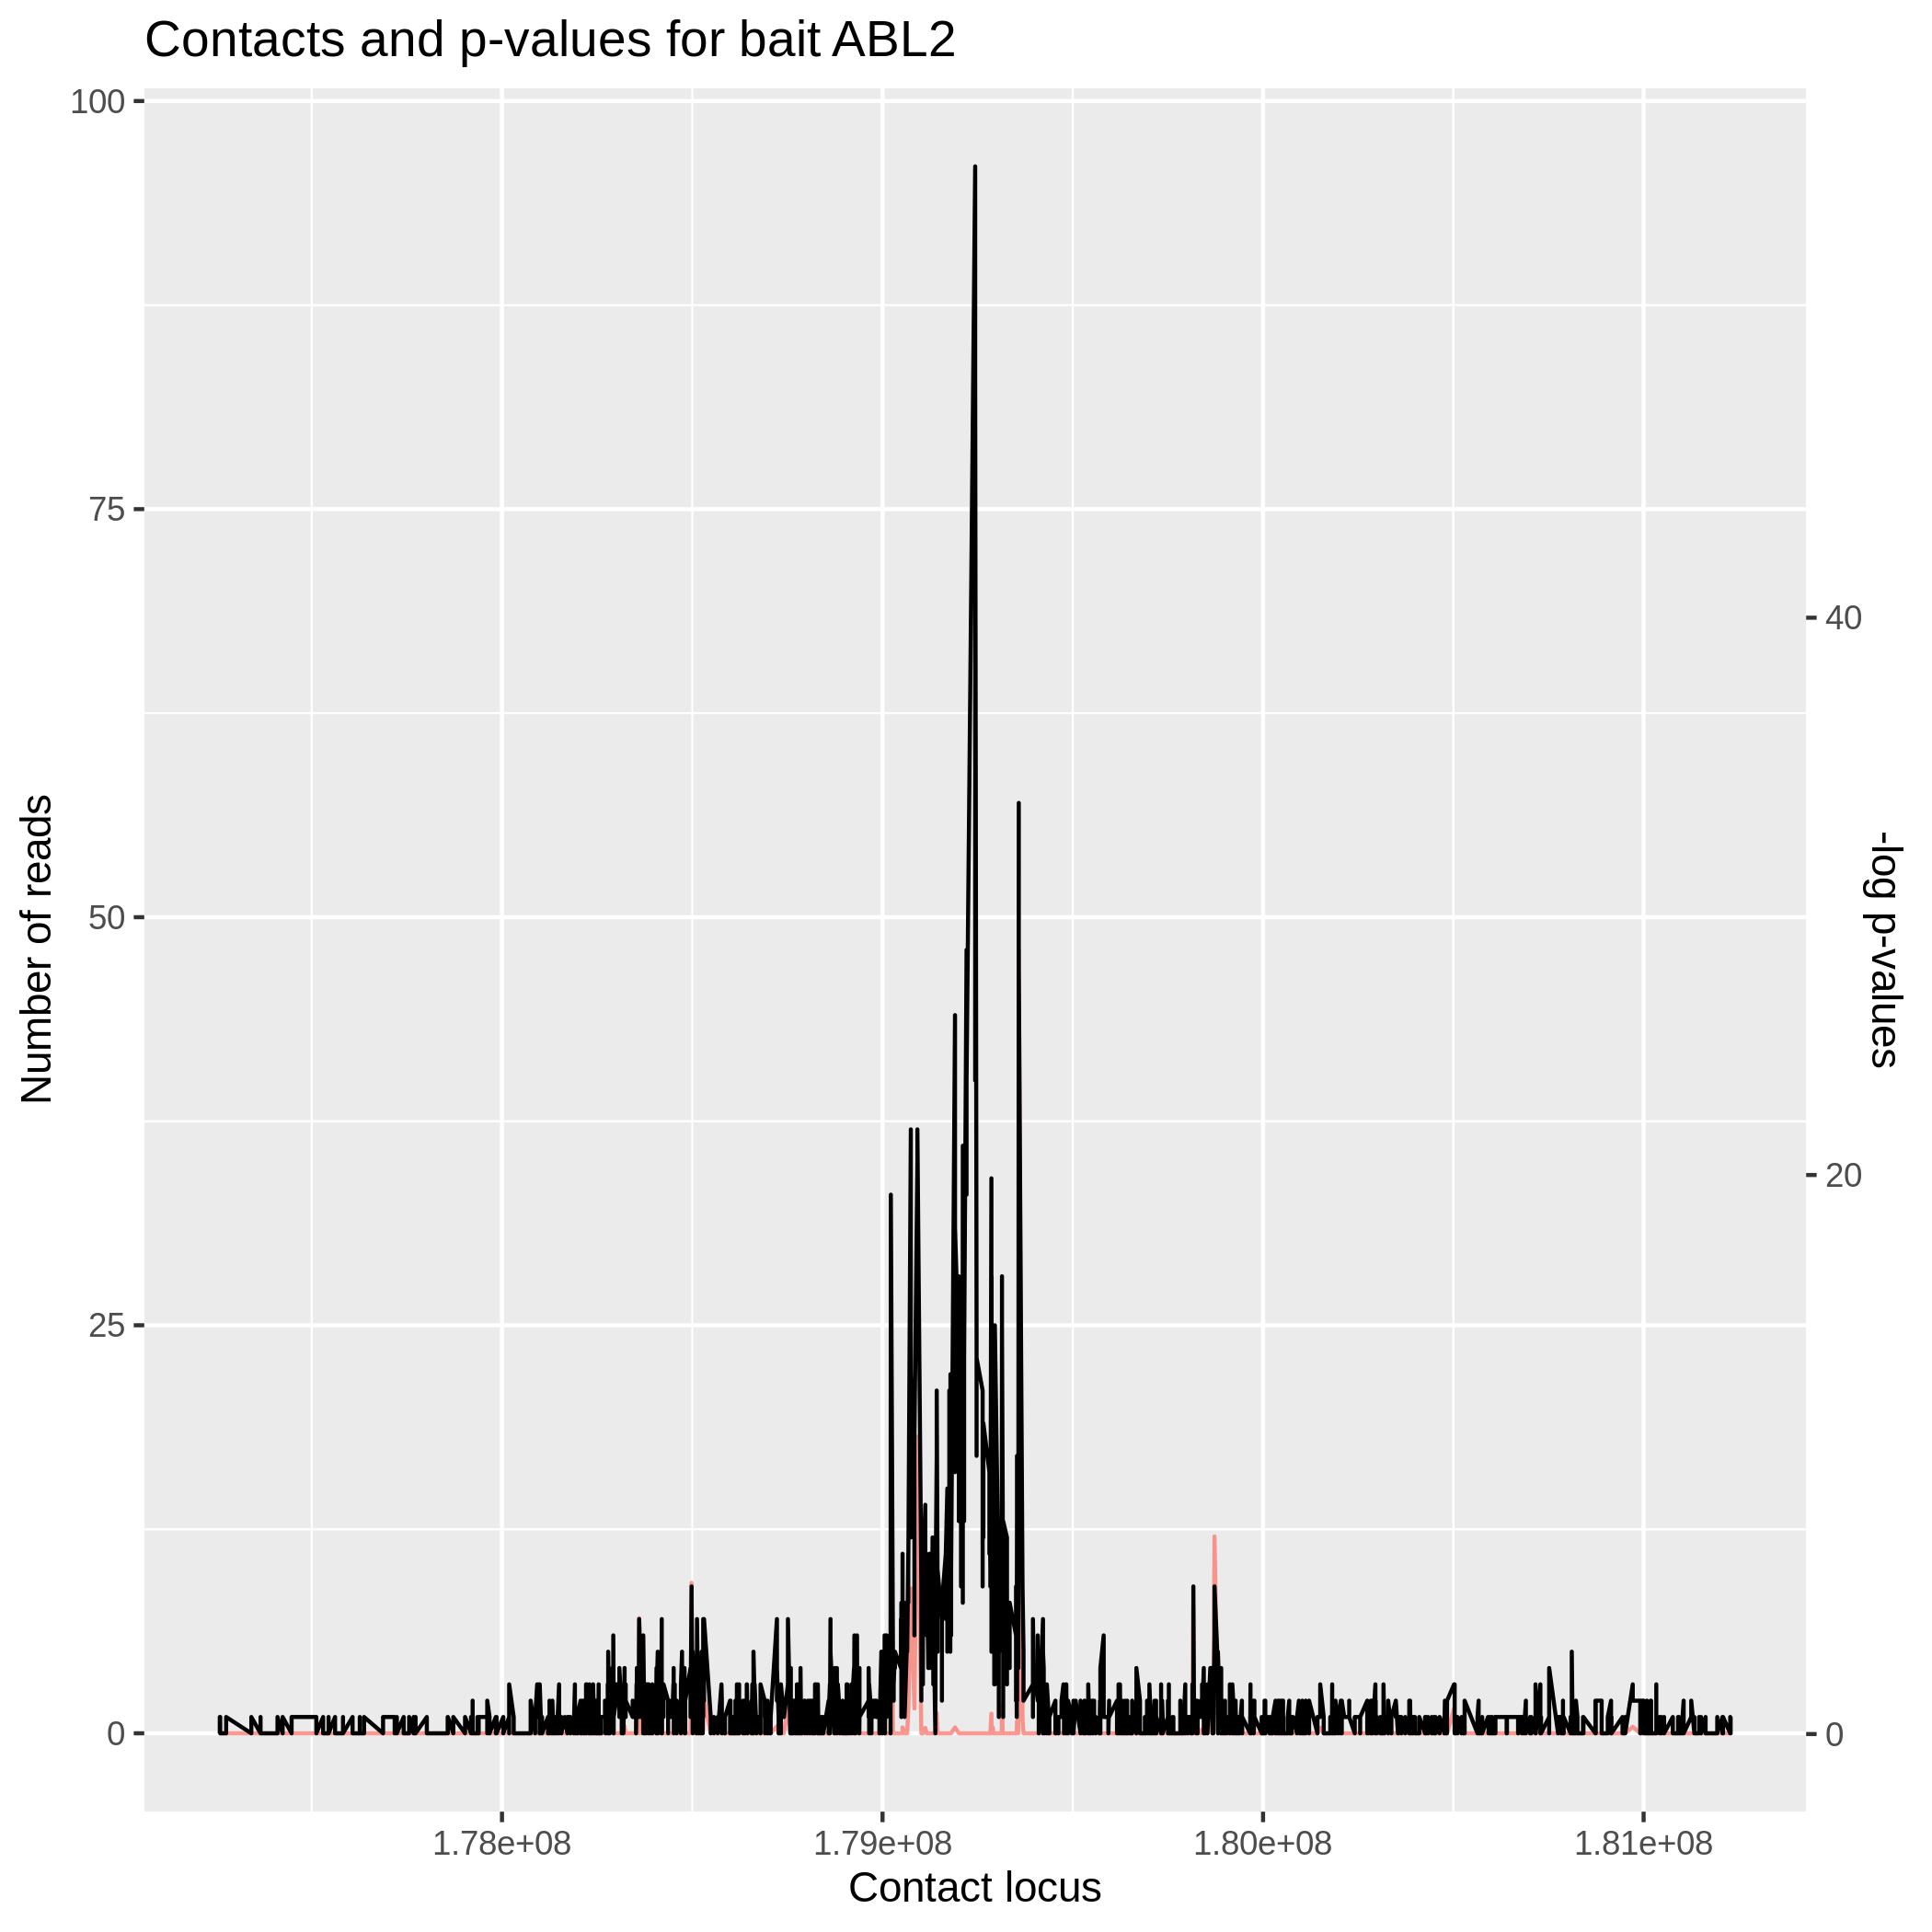 Contacts and p-values for bait ABL2
100
75
50
25
0
Number of reads
40
20
0
-log p-values
1.78e+08
1.79e+08
1.80e+08
1.81e+08
Contact locus